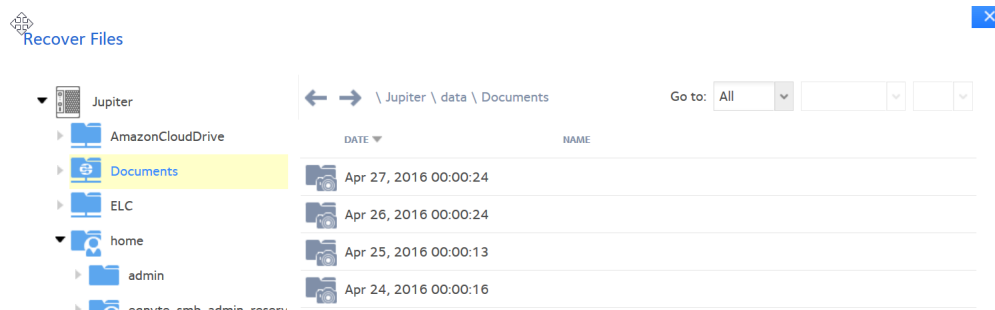 Recover Files
Jupiter
AmazonCloudDrive
Documents
ELC
home
admin
\ Jupiter \ data \ Documents
Go to: All
DATE NAME
Apr 27, 2016 00:00:24
Apr 26, 2016 00:00:24
Apr 25, 2016 00:00:13
Apr 24, 2016 00:00:16